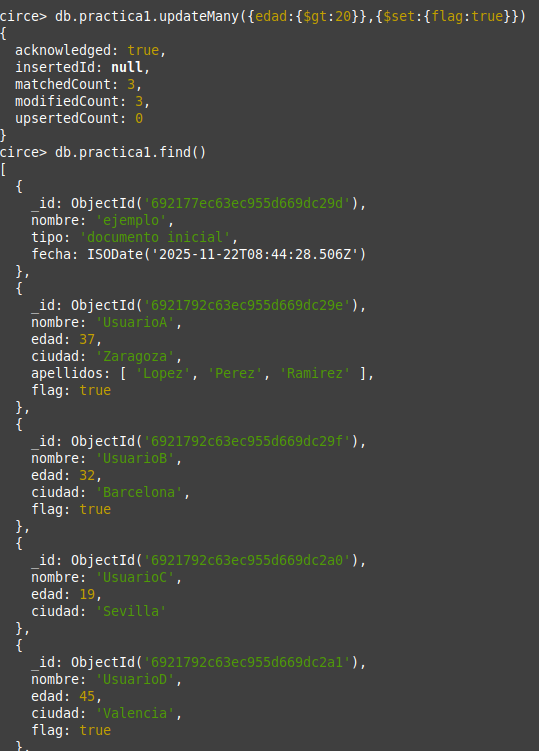 circe> db.practica1.updateMany({edad:{$gt:20}},{$set:{flag:true}})
{
  acknowledged: true,
  insertedId: null,
  matchedCount: 3,
  modifiedCount: 3,
  upsertedCount: 0
}
circe> db.practica1.find()
[
  {
    _id: ObjectId('692177ec63ec955d669dc29d'),
    nombre: 'ejemplo',
    tipo: 'documento inicial',
    fecha: ISODate('2025-11-22T08:44:28.506Z')
  },
  {
    _id: ObjectId('6921792c63ec955d669dc29e'),
    nombre: 'UsuarioA',
    edad: 37,
    ciudad: 'Zaragoza',
    apellidos: [ 'Lopez', 'Perez', 'Ramirez' ],
    flag: true
  },
  {
    _id: ObjectId('6921792c63ec955d669dc29f'),
    nombre: 'UsuarioB',
    edad: 32,
    ciudad: 'Barcelona',
    flag: true
  },
  {
    _id: ObjectId('6921792c63ec955d669dc2a0'),
    nombre: 'UsuarioC',
    edad: 19,
    ciudad: 'Sevilla'
  },
  {
    _id: ObjectId('6921792c63ec955d669dc2a1'),
    nombre: 'UsuarioD',
    edad: 45,
    ciudad: 'Valencia',
    flag: true
  },